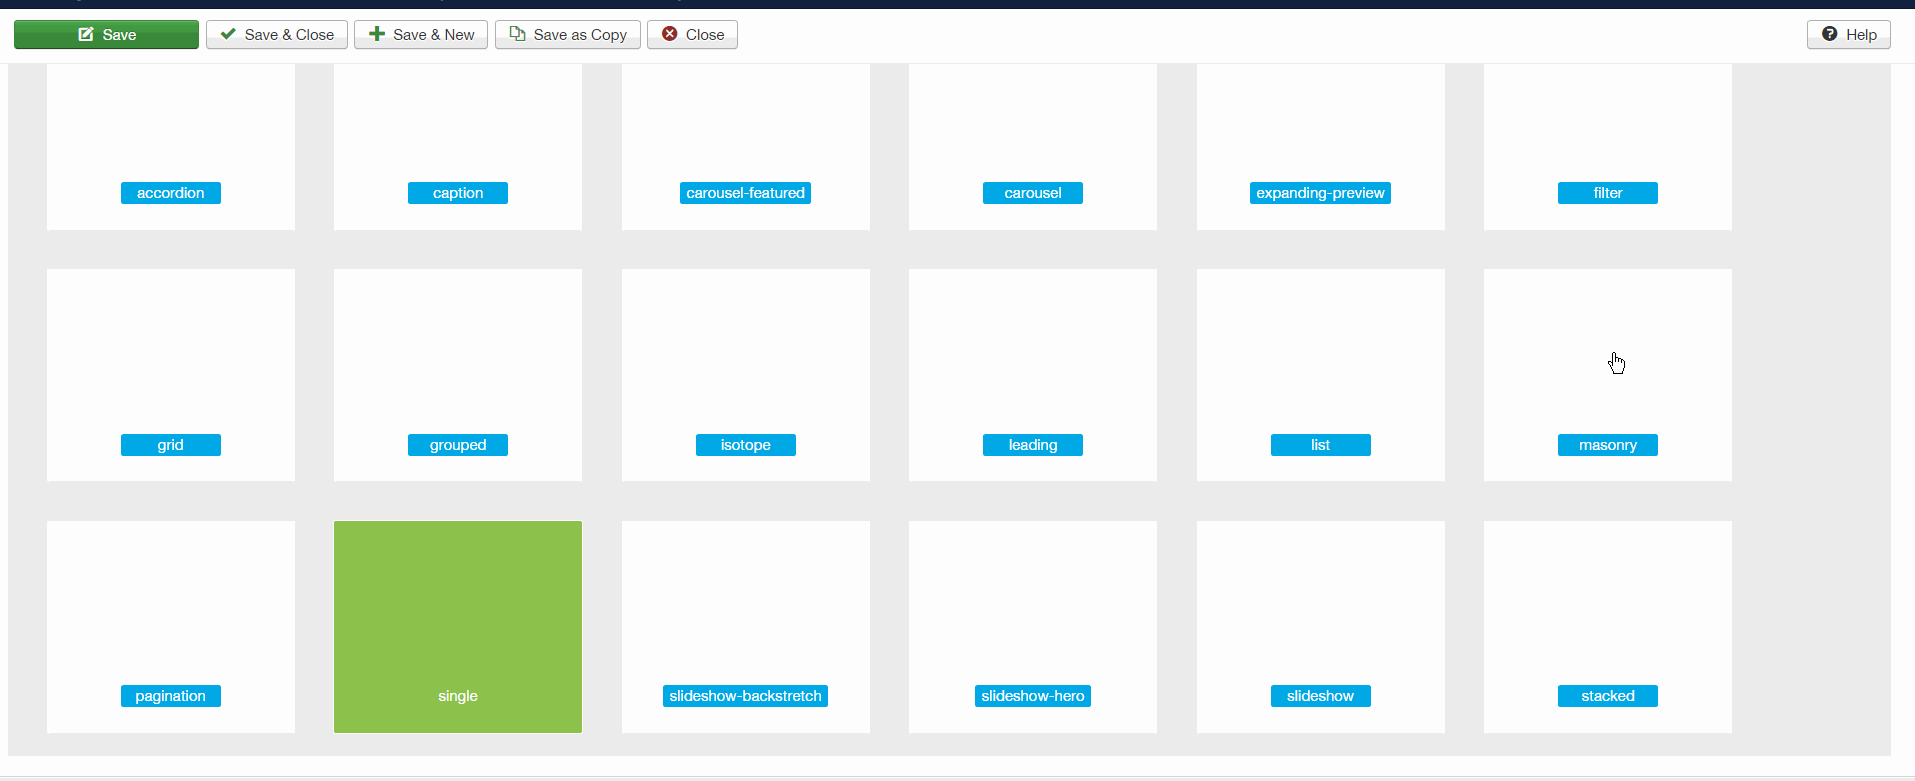 Save Save & Close Save & New Save as Copy Close Help
accordion caption carousel-featured carousel expanding-preview filter
grid grouped isotope leading list masonry
pagination single slideshow-backstretch slideshow-hero slideshow stacked